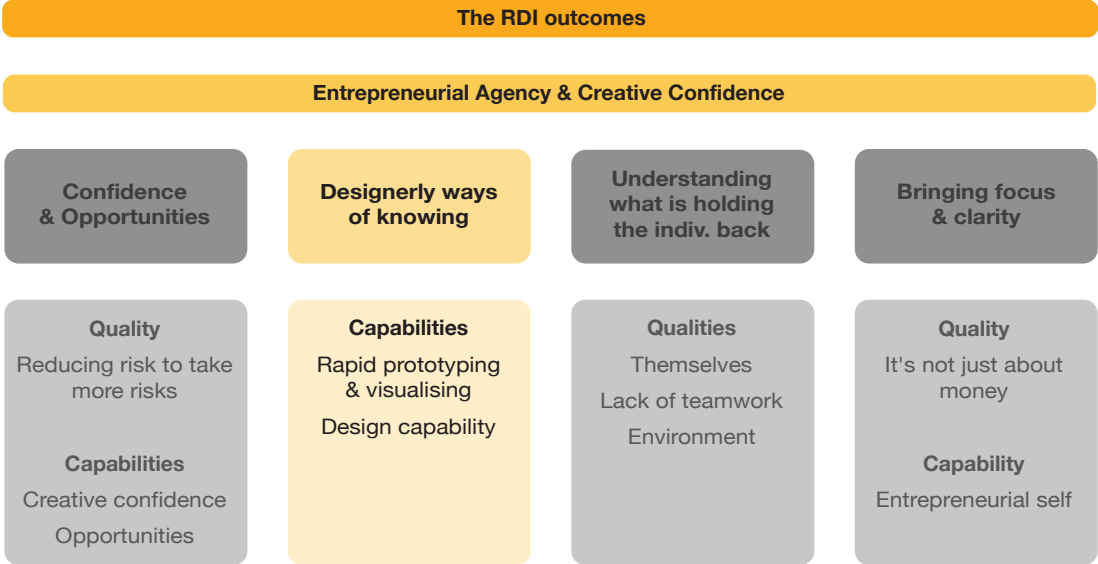 The RDI outcomes
Entrepreneurial Agency & Creative Confidence
Confidence
& Opportunities
Designerly ways
of knowing
Understanding
what is holding
the indiv. back
Bringing focus
& clarity
Quality
Reducing risk to take
more risks
Capabilities
Creative confidence
Opportunities
Capabilities
Rapid prototyping
& visualising
Design capability
Qualities
Themselves
Lack of teamwork
Environment
Quality
It's not just about
money
Capability
Entrepreneurial self